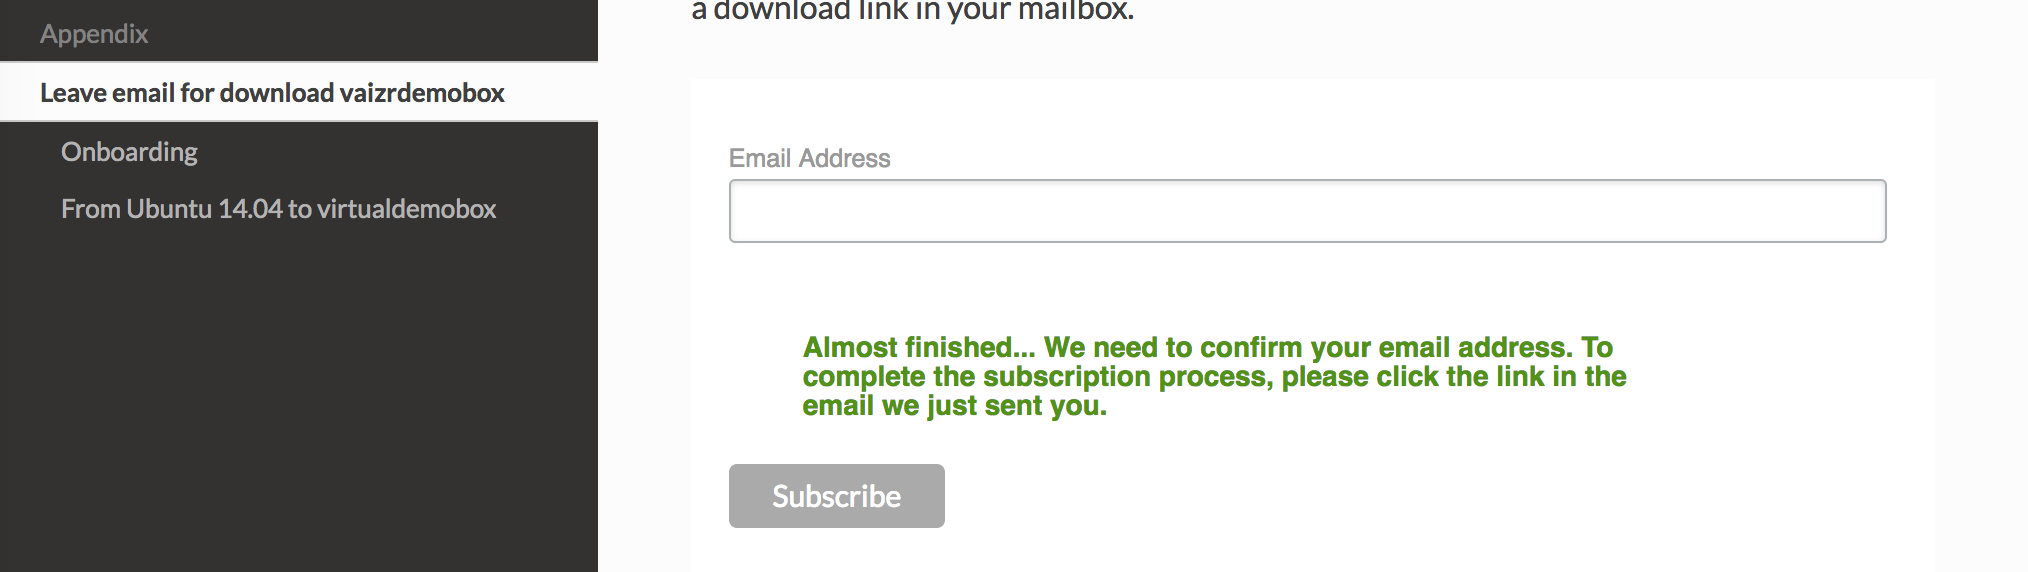 Appendix
Leave email for download vaizrdemobox
Onboarding
From Ubuntu 14.04 to virtualdemobox
a download link in your mailbox.
Email Address
Almost finished... We need to confirm your email address. To
complete the subscription process, please click the link in the
email we just sent you.
Subscribe